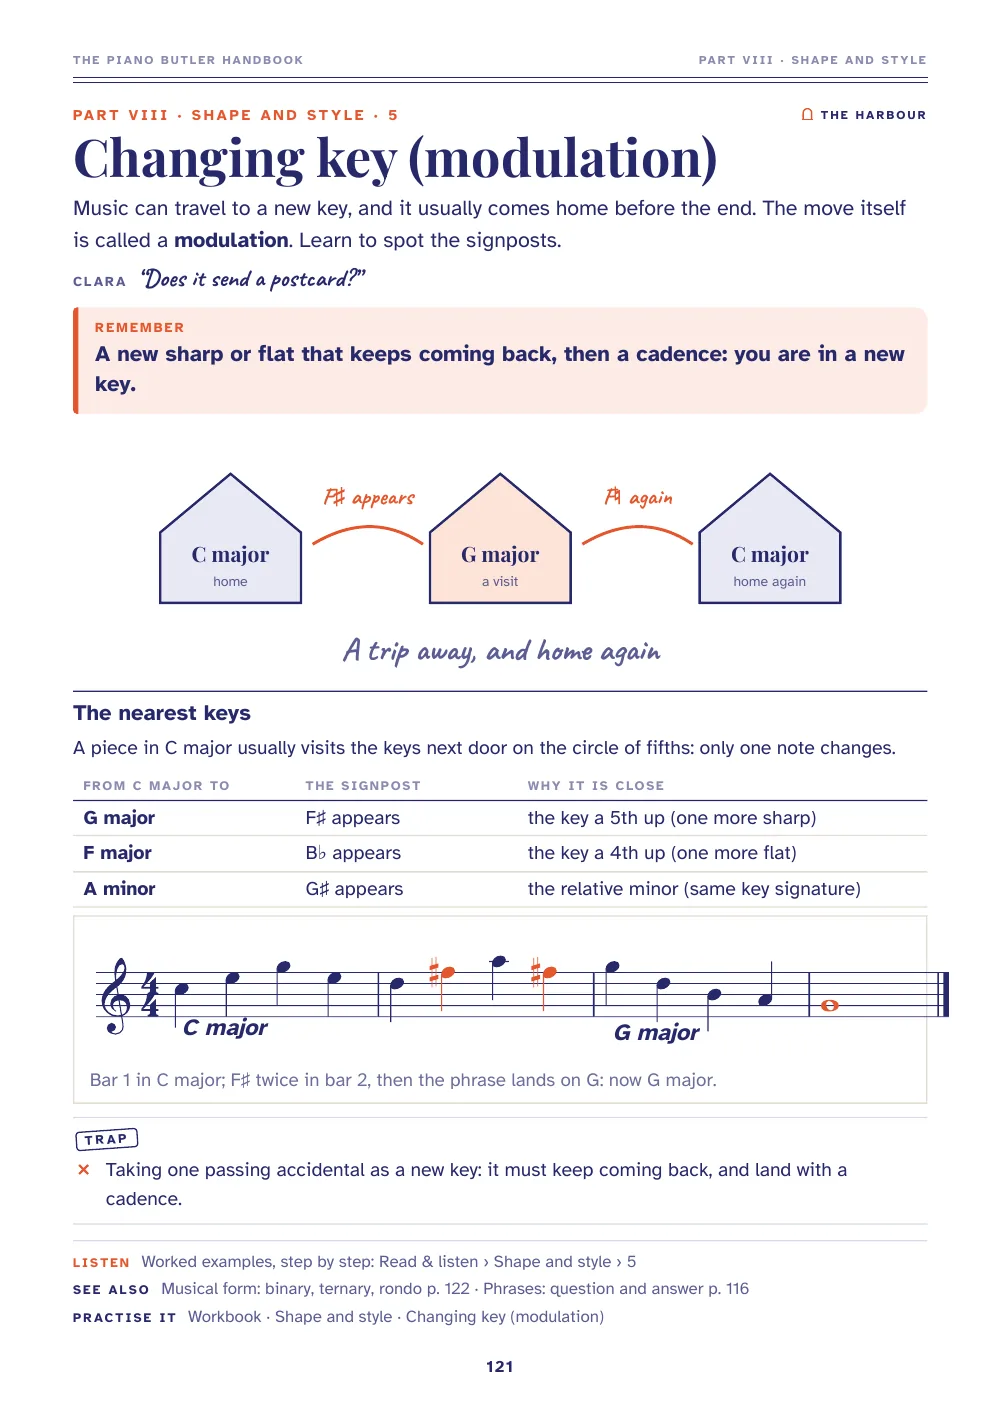 THE PIANO BUTLER HANDBOOK
PART VIII · SHAPE AND STYLE
PART VIII · SHAPE AND STYLE · 5
THE HARBOUR
Changing key (modulation)
Music can travel to a new key, and it usually comes home before the end. The move itself
is called a modulation. Learn to spot the signposts.
CLARA “Does it send a postcard?”
REMEMBER
A new sharp or flat that keeps coming back, then a cadence: you are in a new
key.
F♯ appears
F♮ again
C major
home
G major
a visit
C major
home again
A trip away, and home again
The nearest keys
A piece in C major usually visits the keys next door on the circle of fifths: only one note changes.
FROM C MAJOR TO THE SIGNPOST WHY IT IS CLOSE
G major F♯ appears the key a 5th up (one more sharp)
F major B♭ appears the key a 4th up (one more flat)
A minor G♯ appears the relative minor (same key signature)
4
4
C major
G major
Bar 1 in C major; F♯ twice in bar 2, then the phrase lands on G: now G major.
TRAP
✕ Taking one passing accidental as a new key: it must keep coming back, and land with a
cadence.
LISTEN Worked examples, step by step: Read & listen › Shape and style › 5
SEE ALSO Musical form: binary, ternary, rondo p. 122 · Phrases: question and answer p. 116
PRACTISE IT Workbook · Shape and style · Changing key (modulation)
121